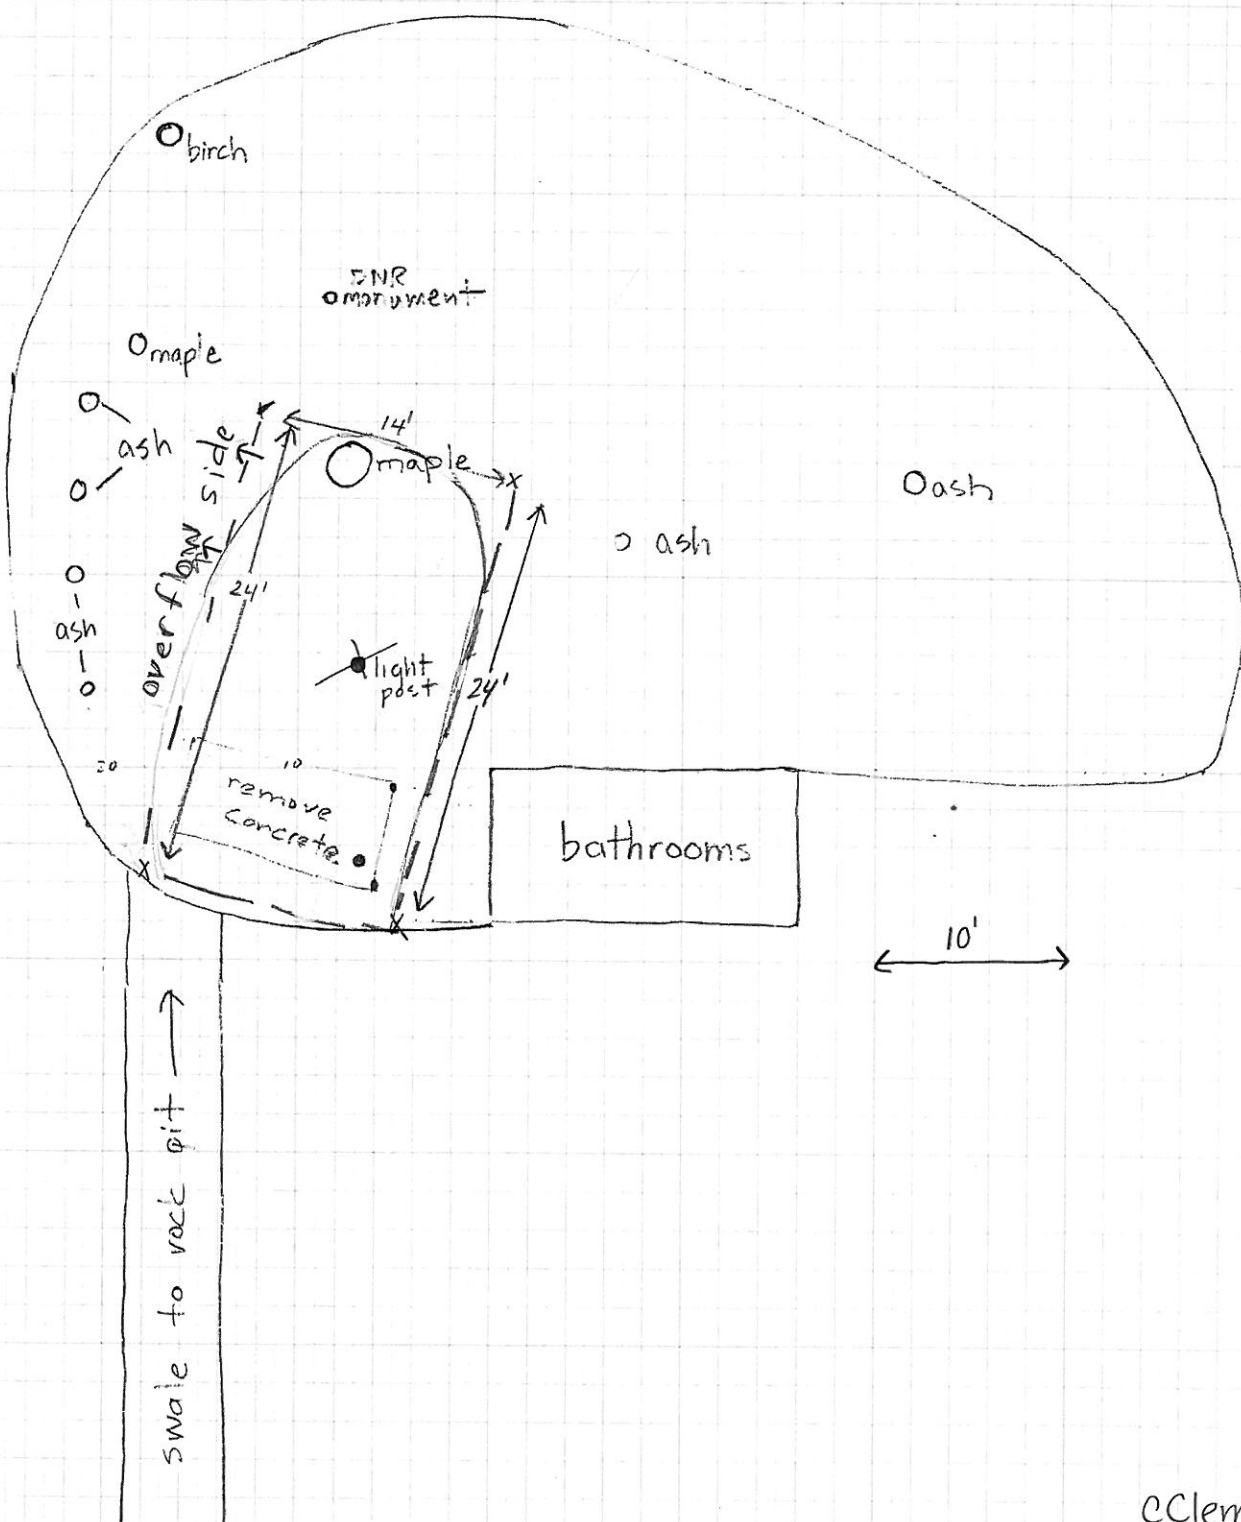 birch
DNR
monument
maple
ash
14'
maple
overflow side
24'
ash
ash
ash
light
post
24'
10
remove
concrete
bathrooms
10'
swale to rock pit
CClem